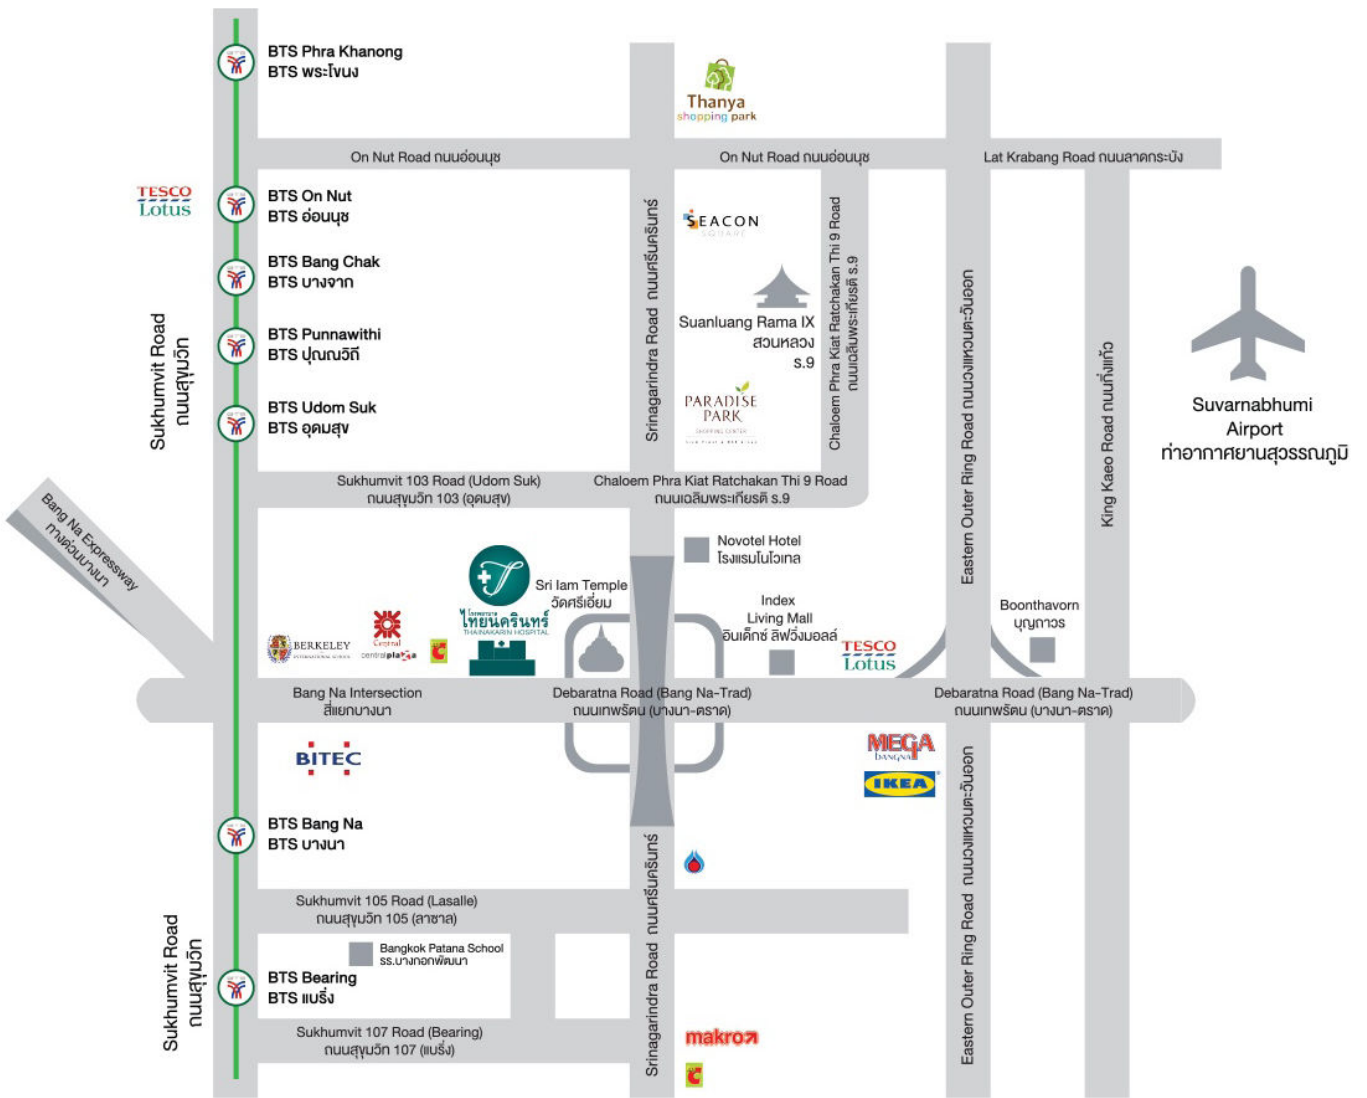 BTS Phra Khanong
BTS พระโขนง
Thanya
shopping park
On Nut Road ถนนอ่อนนุช
On Nut Road ถนนอ่อนนุช
Lat Krabang Road ถนนลาดกระบัง
TESCO
Lotus
BTS On Nut
BTS อ่อนนุช
SEACON
SQUARE
BTS Bang Chak
BTS บางจาก
Sukhumvit Road
ถนนสุขุมวิท
BTS Punnawithi
BTS ปุณณวิถี
BTS Udom Suk
BTS อุดมสุข
Srinagarindra Road ถนนศรีนครินทร์
Suanluang Rama IX
สวนหลวง
ร.9
PARADISE
PARK
SHOPPING CENTER
Chaloem Phra Kiat Ratchakan Thi 9 Road
ถนนเฉลิมพระเกียรติ ร.9
Eastern Outer Ring Road ถนนวงแหวนตะวันออก
King Kaeo Road ถนนกิ่งแก้ว
Suvarnabhumi
Airport
ท่าอากาศยานสุวรรณภูมิ
Sukhumvit 103 Road (Udom Suk)
ถนนสุขุมวิท 103 (อุดมสุข)
Chaloem Phra Kiat Ratchakan Thi 9 Road
ถนนเฉลิมพระเกียรติ ร.9
Bang Na Expressway
ทางด่วนบางนา
Novotel Hotel
โรงแรมโนโวเทล
Sri Iam Temple
วัดศรีเอี่ยม
โรงพยาบาล
ไทยนครินทร์
THAINAKARIN HOSPITAL
Index
Living Mall
อินเด็กซ์ ลิฟวิ่งมอลล์
Boonthavorn
บุญถาวร
BERKELEY
INTERNATIONAL SCHOOL
Central
centralplaza
TESCO
Lotus
Bang Na Intersection
สี่แยกบางนา
Debaratna Road (Bang Na-Trad)
ถนนเทพรัตน (บางนา-ตราด)
Debaratna Road (Bang Na-Trad)
ถนนเทพรัตน (บางนา-ตราด)
BITEC
MEGA
BANGNA
IKEA
BTS Bang Na
BTS บางนา
Sukhumvit 105 Road (Lasalle)
ถนนสุขุมวิท 105 (ลาซาล)
Srinagarindra Road ถนนศรีนครินทร์
Eastern Outer Ring Road ถนนวงแหวนตะวันออก
Sukhumvit Road
ถนนสุขุมวิท
Bangkok Patana School
รร.บางกอกพัฒนา
BTS Bearing
BTS แบริ่ง
Sukhumvit 107 Road (Bearing)
ถนนสุขุมวิท 107 (แบริ่ง)
makro